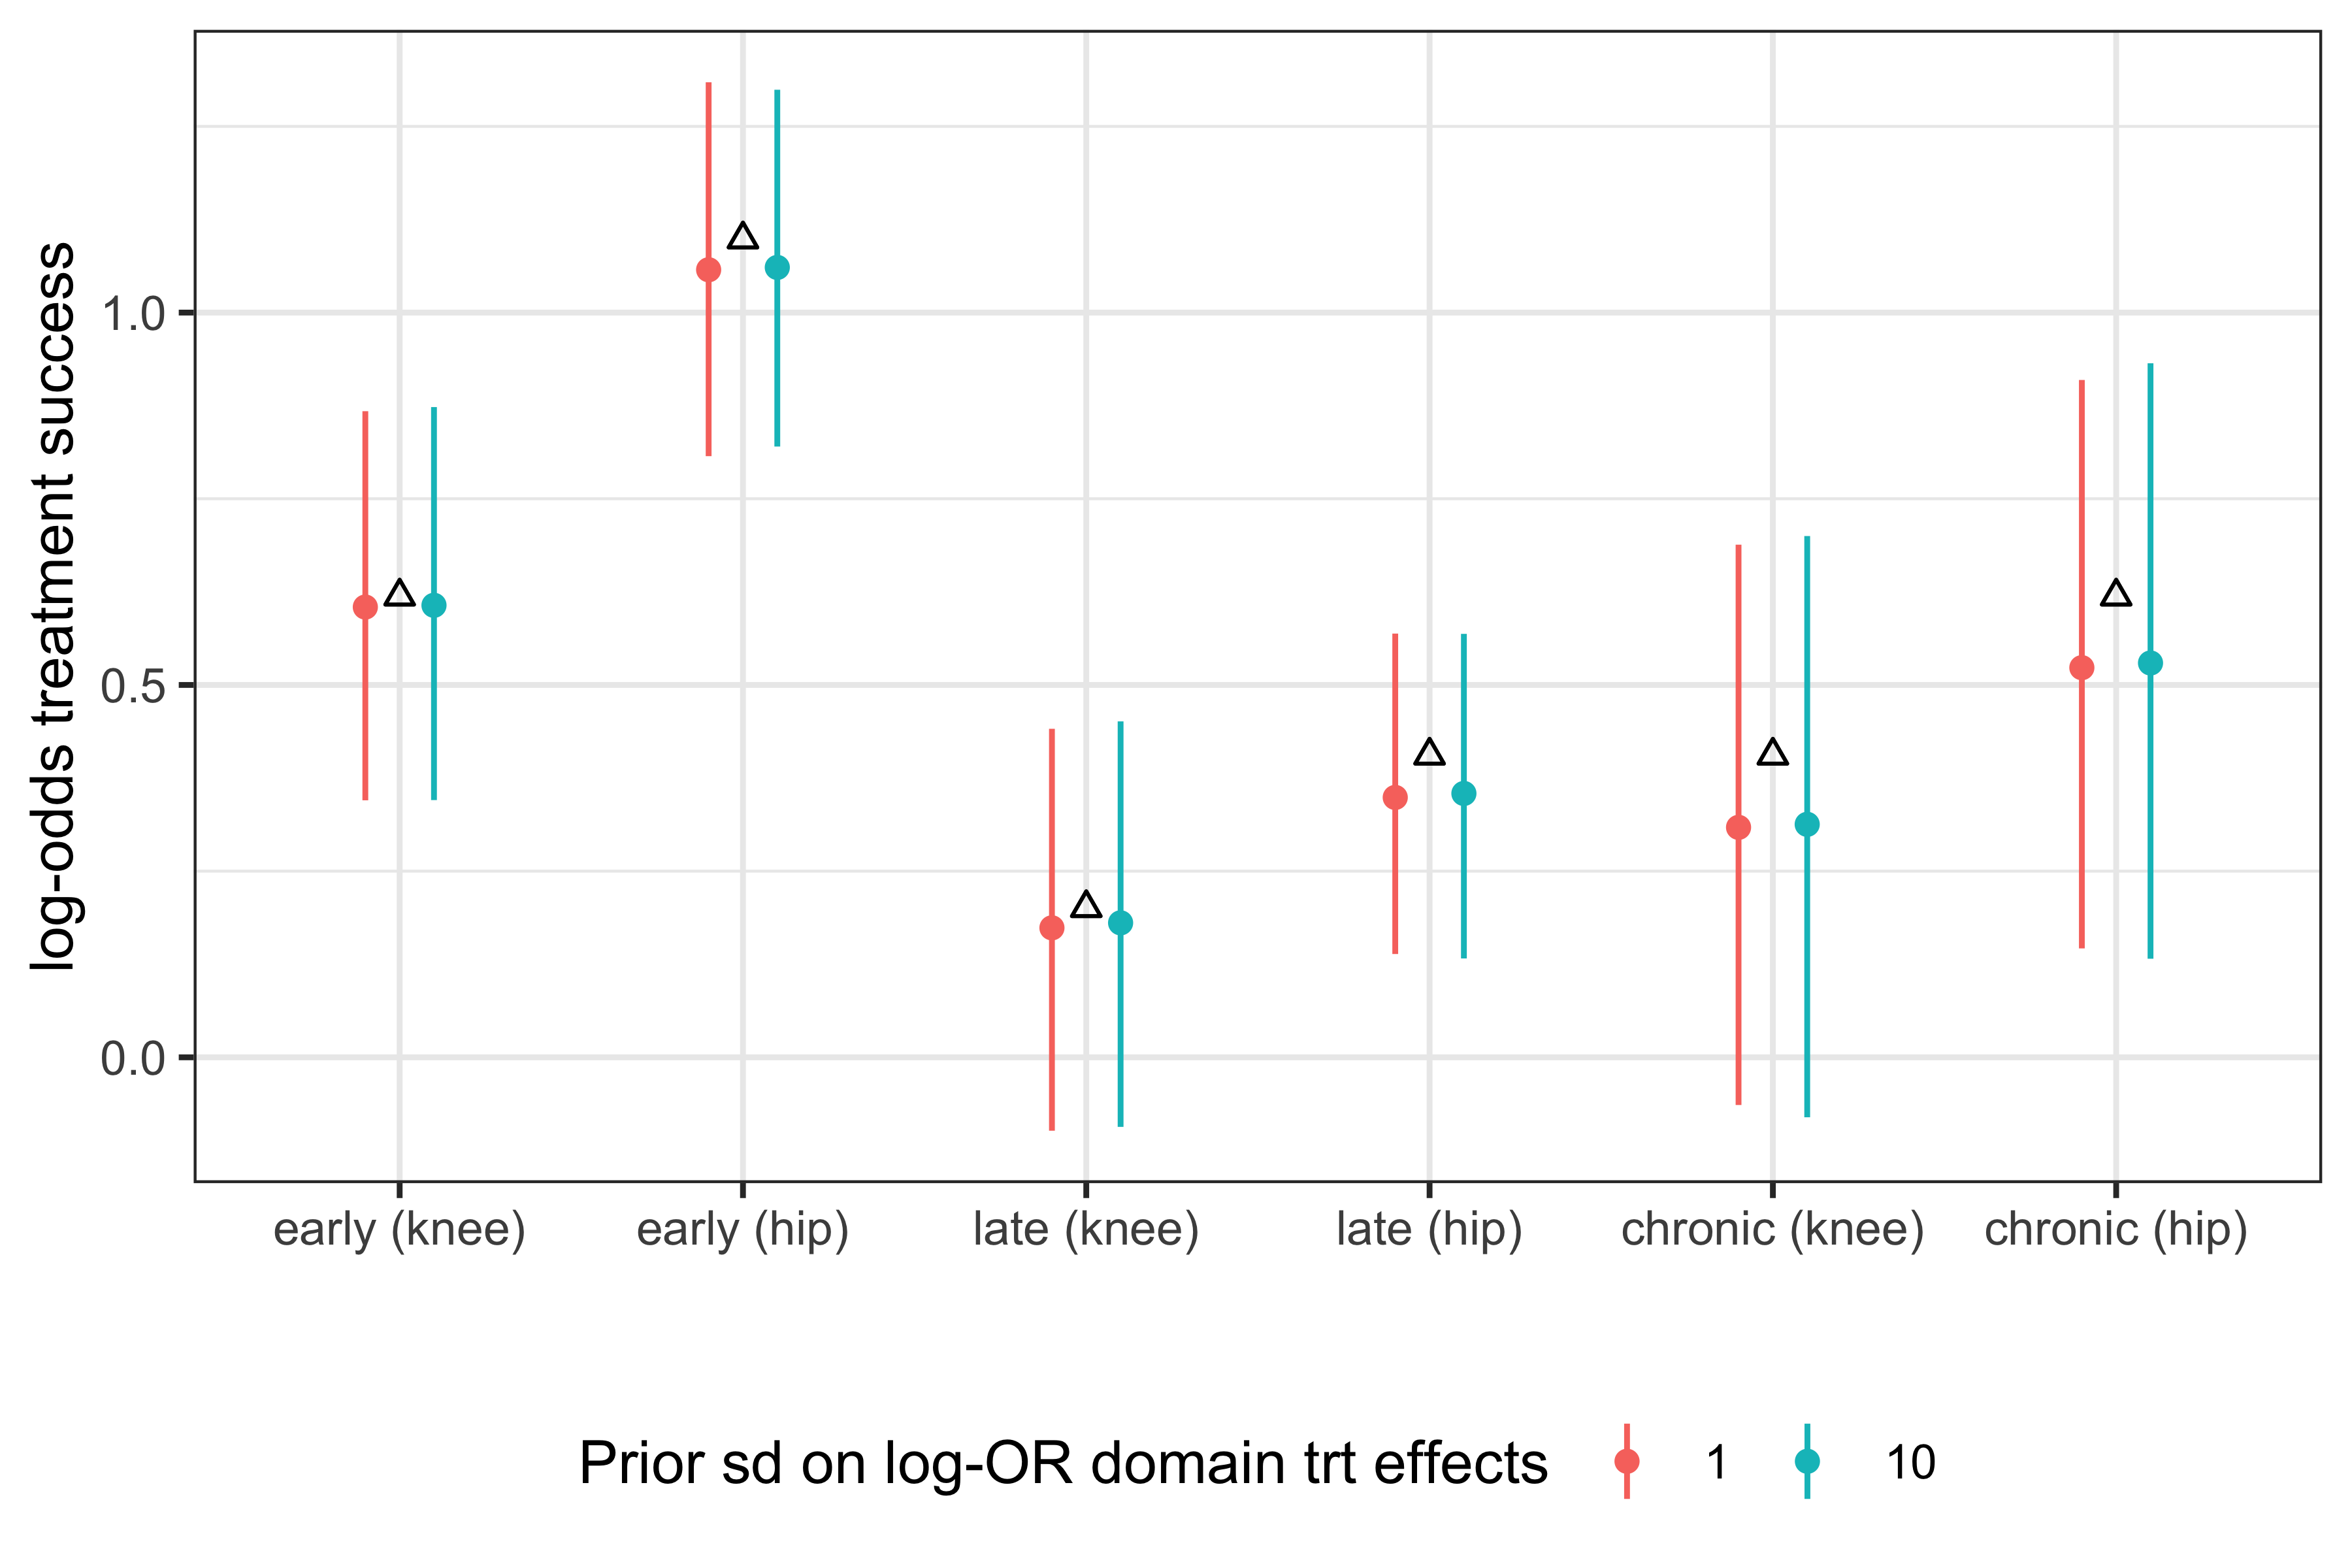 log-odds treatment success
1.0
0.5
0.0
early (knee) early (hip) late (knee) late (hip) chronic (knee) chronic (hip)
Prior sd on log-OR domain trt effects 1 10